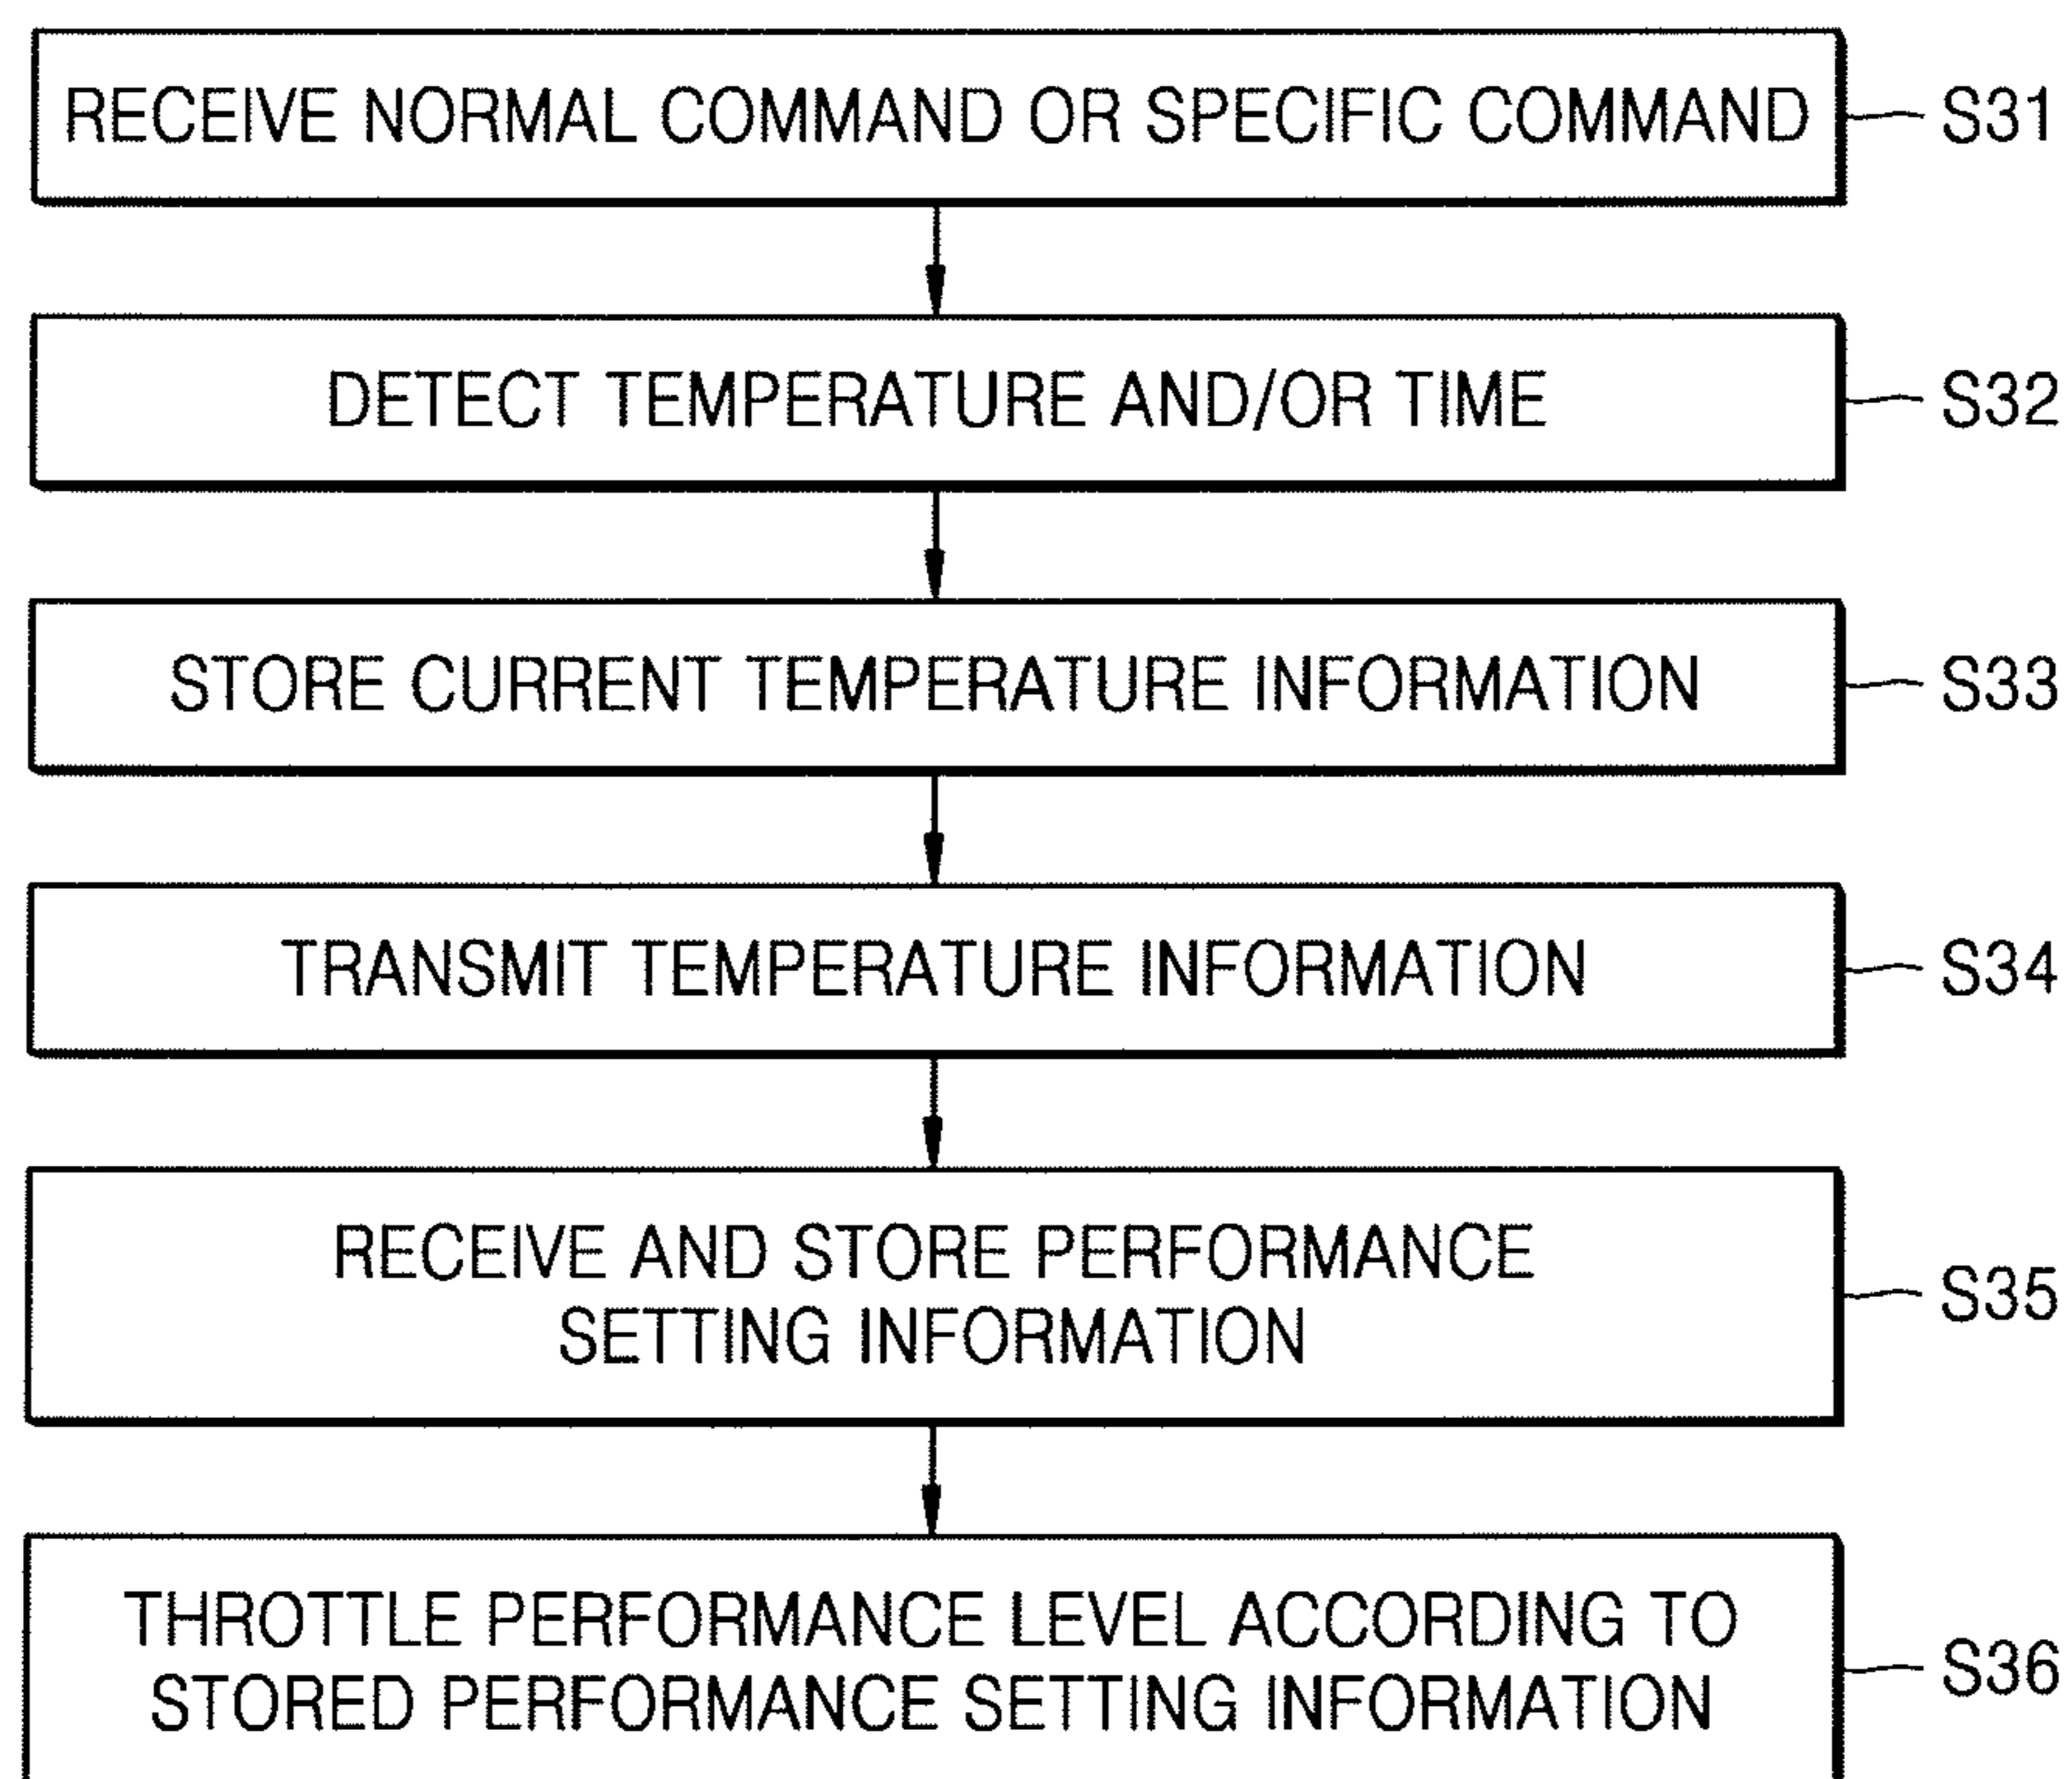 RECEIVE NORMAL COMMAND OR SPECIFIC COMMAND
S31
DETECT TEMPERATURE AND/OR TIME
S32
STORE CURRENT TEMPERATURE INFORMATION
S33
TRANSMIT TEMPERATURE INFORMATION
S34
RECEIVE AND STORE PERFORMANCE
SETTING INFORMATION
S35
THROTTLE PERFORMANCE LEVEL ACCORDING TO
STORED PERFORMANCE SETTING INFORMATION
S36